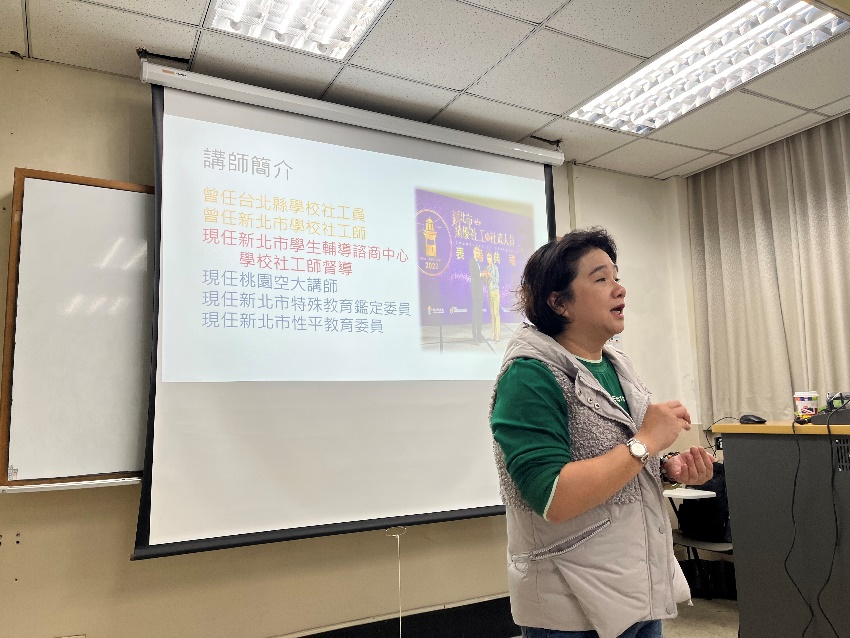 講師簡介
曾任台北縣學校社工員
曾任新北市學校社工師
現任新北市學生輔導諮商中心
學校社工師督導
現任桃園空大講師
現任新北市特殊教育鑑定委員
現任新北市性平教育委員
2022